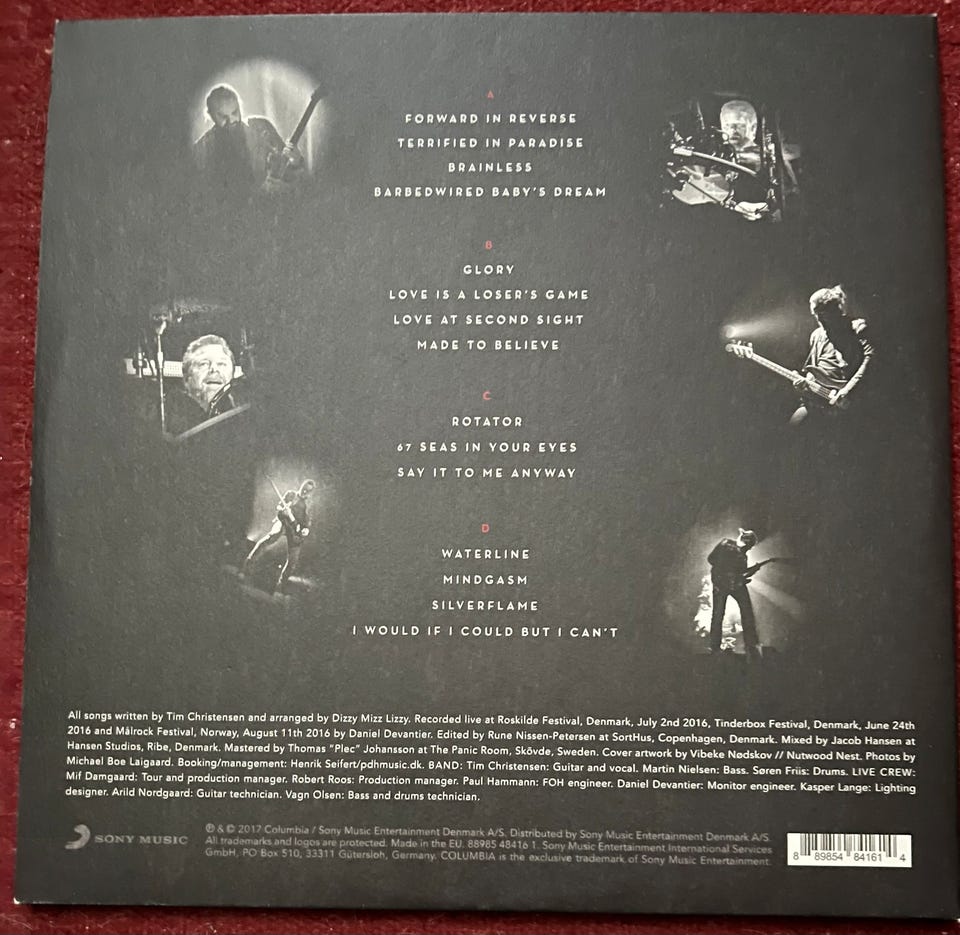 A
FORWARD IN REVERSE
TERRIFIED IN PARADISE
BRAINLESS
BARBEDWIRED BABY'S DREAM
B
GLORY
LOVE IS A LOSER'S GAME
LOVE AT SECOND SIGHT
MADE TO BELIEVE
C
ROTATOR
67 SEAS IN YOUR EYES
SAY IT TO ME ANYWAY
D
WATERLINE
MINDGASM
SILVERFLAME
I WOULD IF I COULD BUT I CAN'T
All songs written by Tim Christensen and arranged by Dizzy Mizz Lizzy. Recorded live at Roskilde Festival, Denmark, July 2nd 2016, Tinderbox Festival, Denmark, June 24th
2016 and Målrock Festival, Norway, August 11th 2016 by Daniel Devantier. Edited by Rune Nissen-Petersen at SortHus, Copenhagen, Denmark. Mixed by Jacob Hansen at
Hansen Studios, Ribe, Denmark. Mastered by Thomas "Plec" Johansson at The Panic Room, Skövde, Sweden. Cover artwork by Vibeke Nødskov // Nutwood Nest. Photos by
Michael Boe Laigaard. Booking/management: Henrik Seifert/pdhmusic.dk. BAND: Tim Christensen: Guitar and vocal. Martin Nielsen: Bass. Søren Friis: Drums. LIVE CREW:
Mif Damgaard: Tour and production manager. Robert Roos: Production manager. Paul Hammann: FOH engineer. Daniel Devantier: Monitor engineer. Kasper Lange: Lighting
designer. Arild Nordgaard: Guitar technician. Vagn Olsen: Bass and drums technician.
SONY MUSIC
℗ & © 2017 Columbia / Sony Music Entertainment Denmark A/S. Distributed by Sony Music Entertainment Denmark A/S.
All trademarks and logos are protected. Made in the EU. 88985 48416 1. Sony Music Entertainment International Services
GmbH, PO Box 510, 33311 Gütersloh, Germany. COLUMBIA is the exclusive trademark of Sony Music Entertainment.
8 89854 84161 4